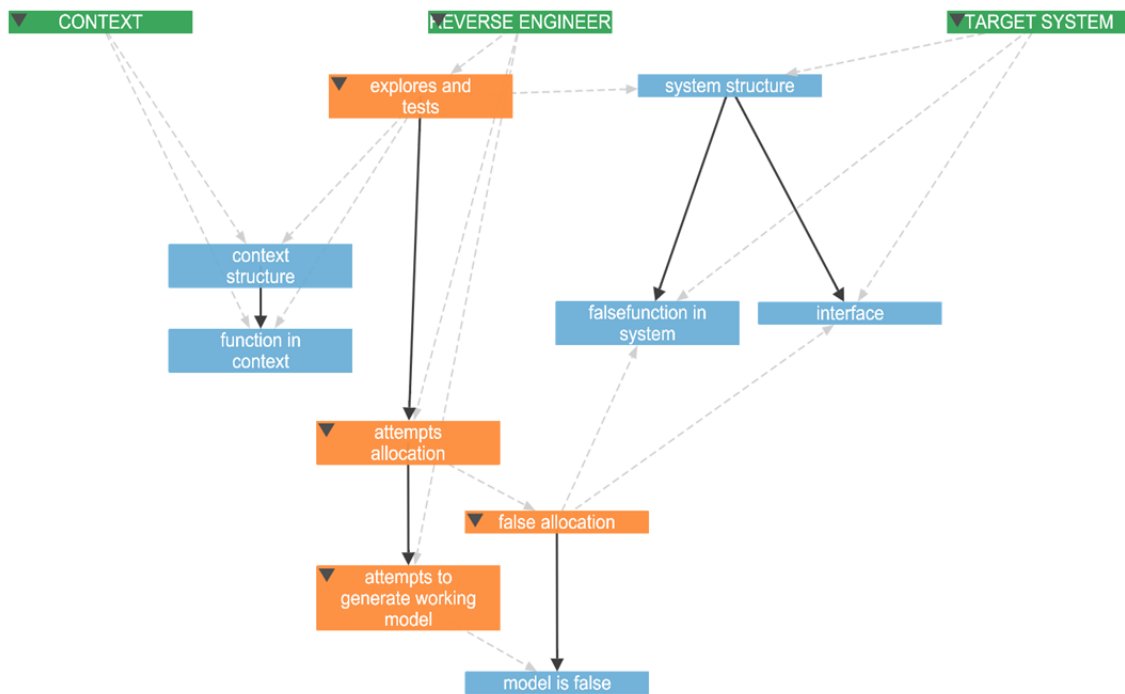 CONTEXT
REVERSE ENGINEER
TARGET SYSTEM
explores and
tests
system structure
context
structure
function in
context
falsefunction in
system
interface
attempts
allocation
false allocation
attempts to
generate working
model
model is false